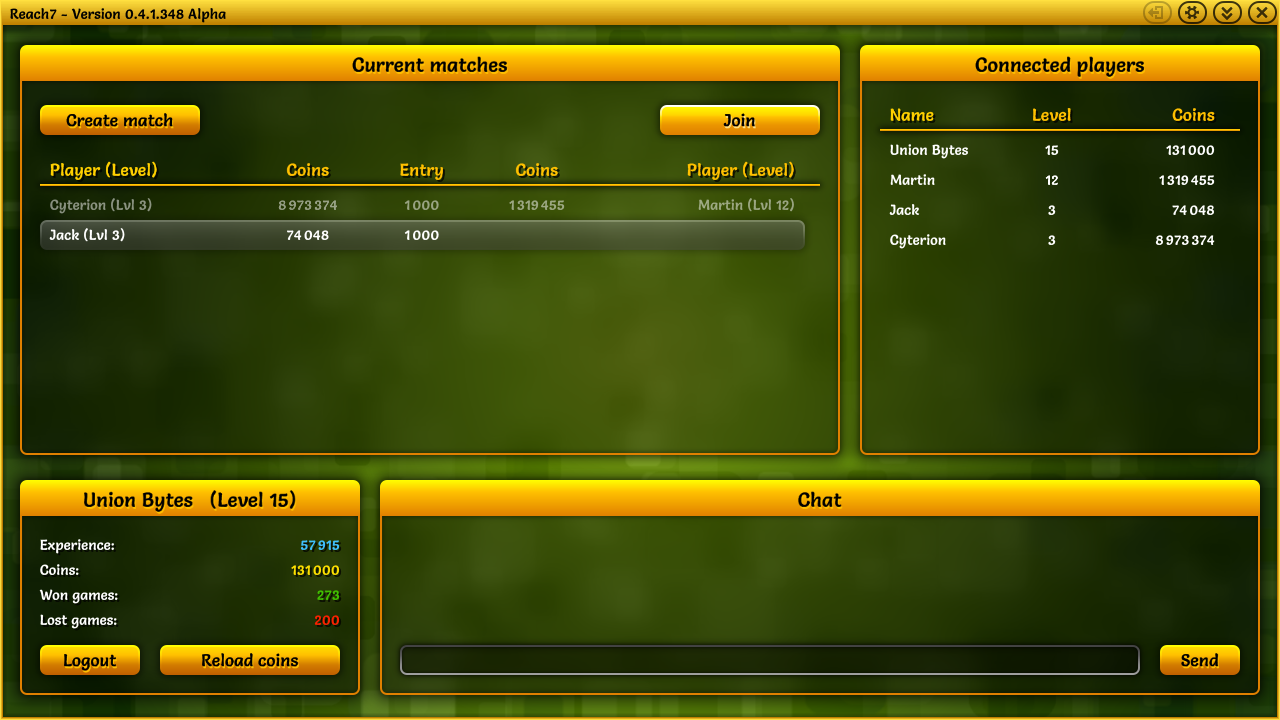 Reach7 - Version 0.4.1.348 Alpha
Current matches
Create match
Join
Player (Level) Coins Entry Coins Player (Level)
Cyterion (Lvl 3) 8 973 374 1 000 1 319 455 Martin (Lvl 12)
Jack (Lvl 3) 74 048 1 000
Connected players
Name Level Coins
Union Bytes 15 131 000
Martin 12 1 319 455
Jack 3 74 048
Cyterion 3 8 973 374
Union Bytes (Level 15)
Experience: 57 915
Coins: 131 000
Won games: 273
Lost games: 200
Logout
Reload coins
Chat
Send